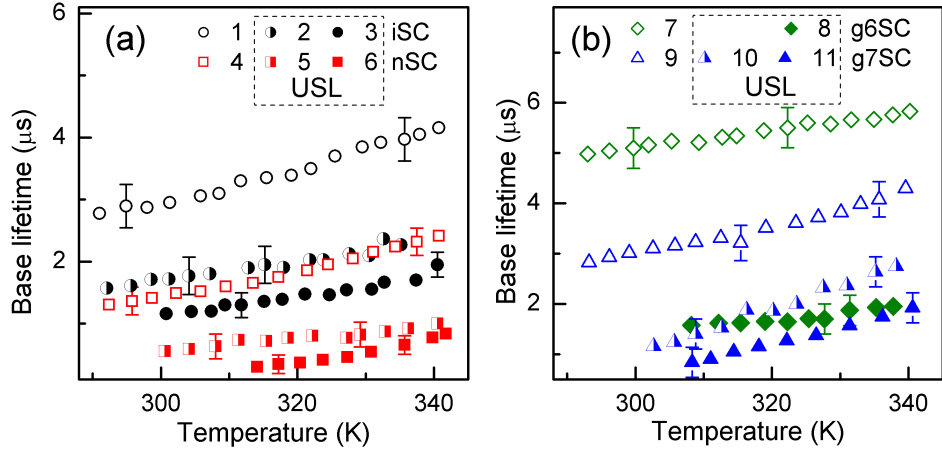 (a)
1 2 3 iSC
4 5 6 nSC
USL
6
4
2
Base lifetime (μs)
300 320 340
Temperature (K)
(b)
7 8 g6SC
9 10 11 g7SC
USL
8
6
4
2
Base lifetime (μs)
300 320 340
Temperature (K)